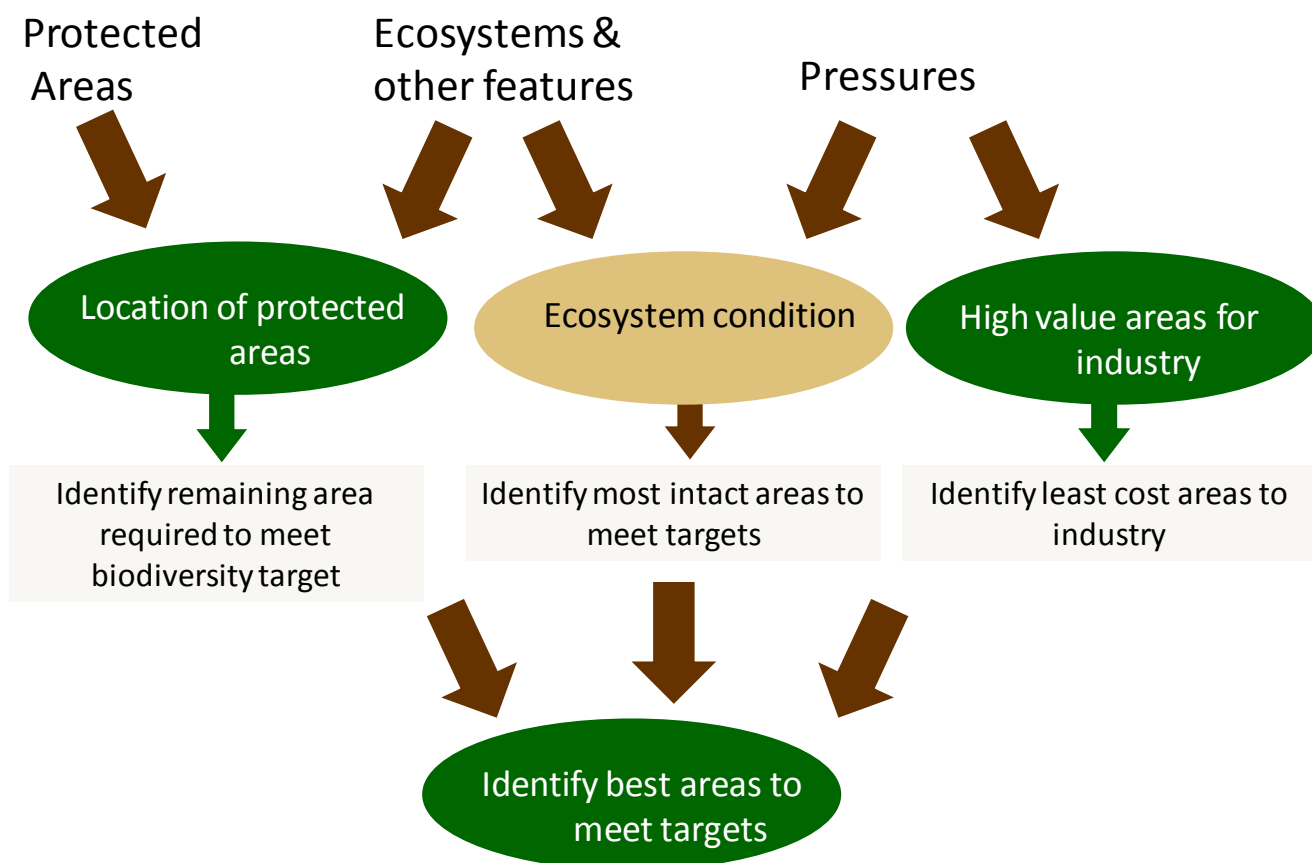 Protected
Areas
Ecosystems &
other features
Pressures
Location of protected
areas
Ecosystem condition
High value areas for
industry
Identify remaining area
required to meet
biodiversity target
Identify most intact areas to
meet targets
Identify least cost areas to
industry
Identify best areas to
meet targets